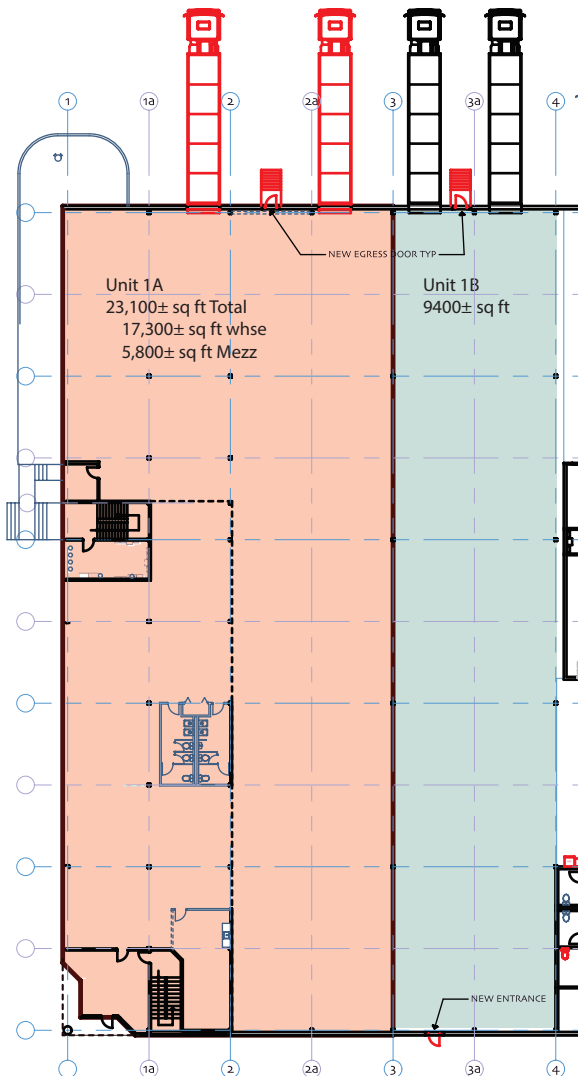 1
1a
2
2a
3
3a
4
NEW EGRESS DOOR TYP
Unit 1A
23,100± sq ft Total
17,300± sq ft whse
5,800± sq ft Mezz
Unit 1B
9400± sq ft
NEW ENTRANCE
1a
2
2a
3
3a
4